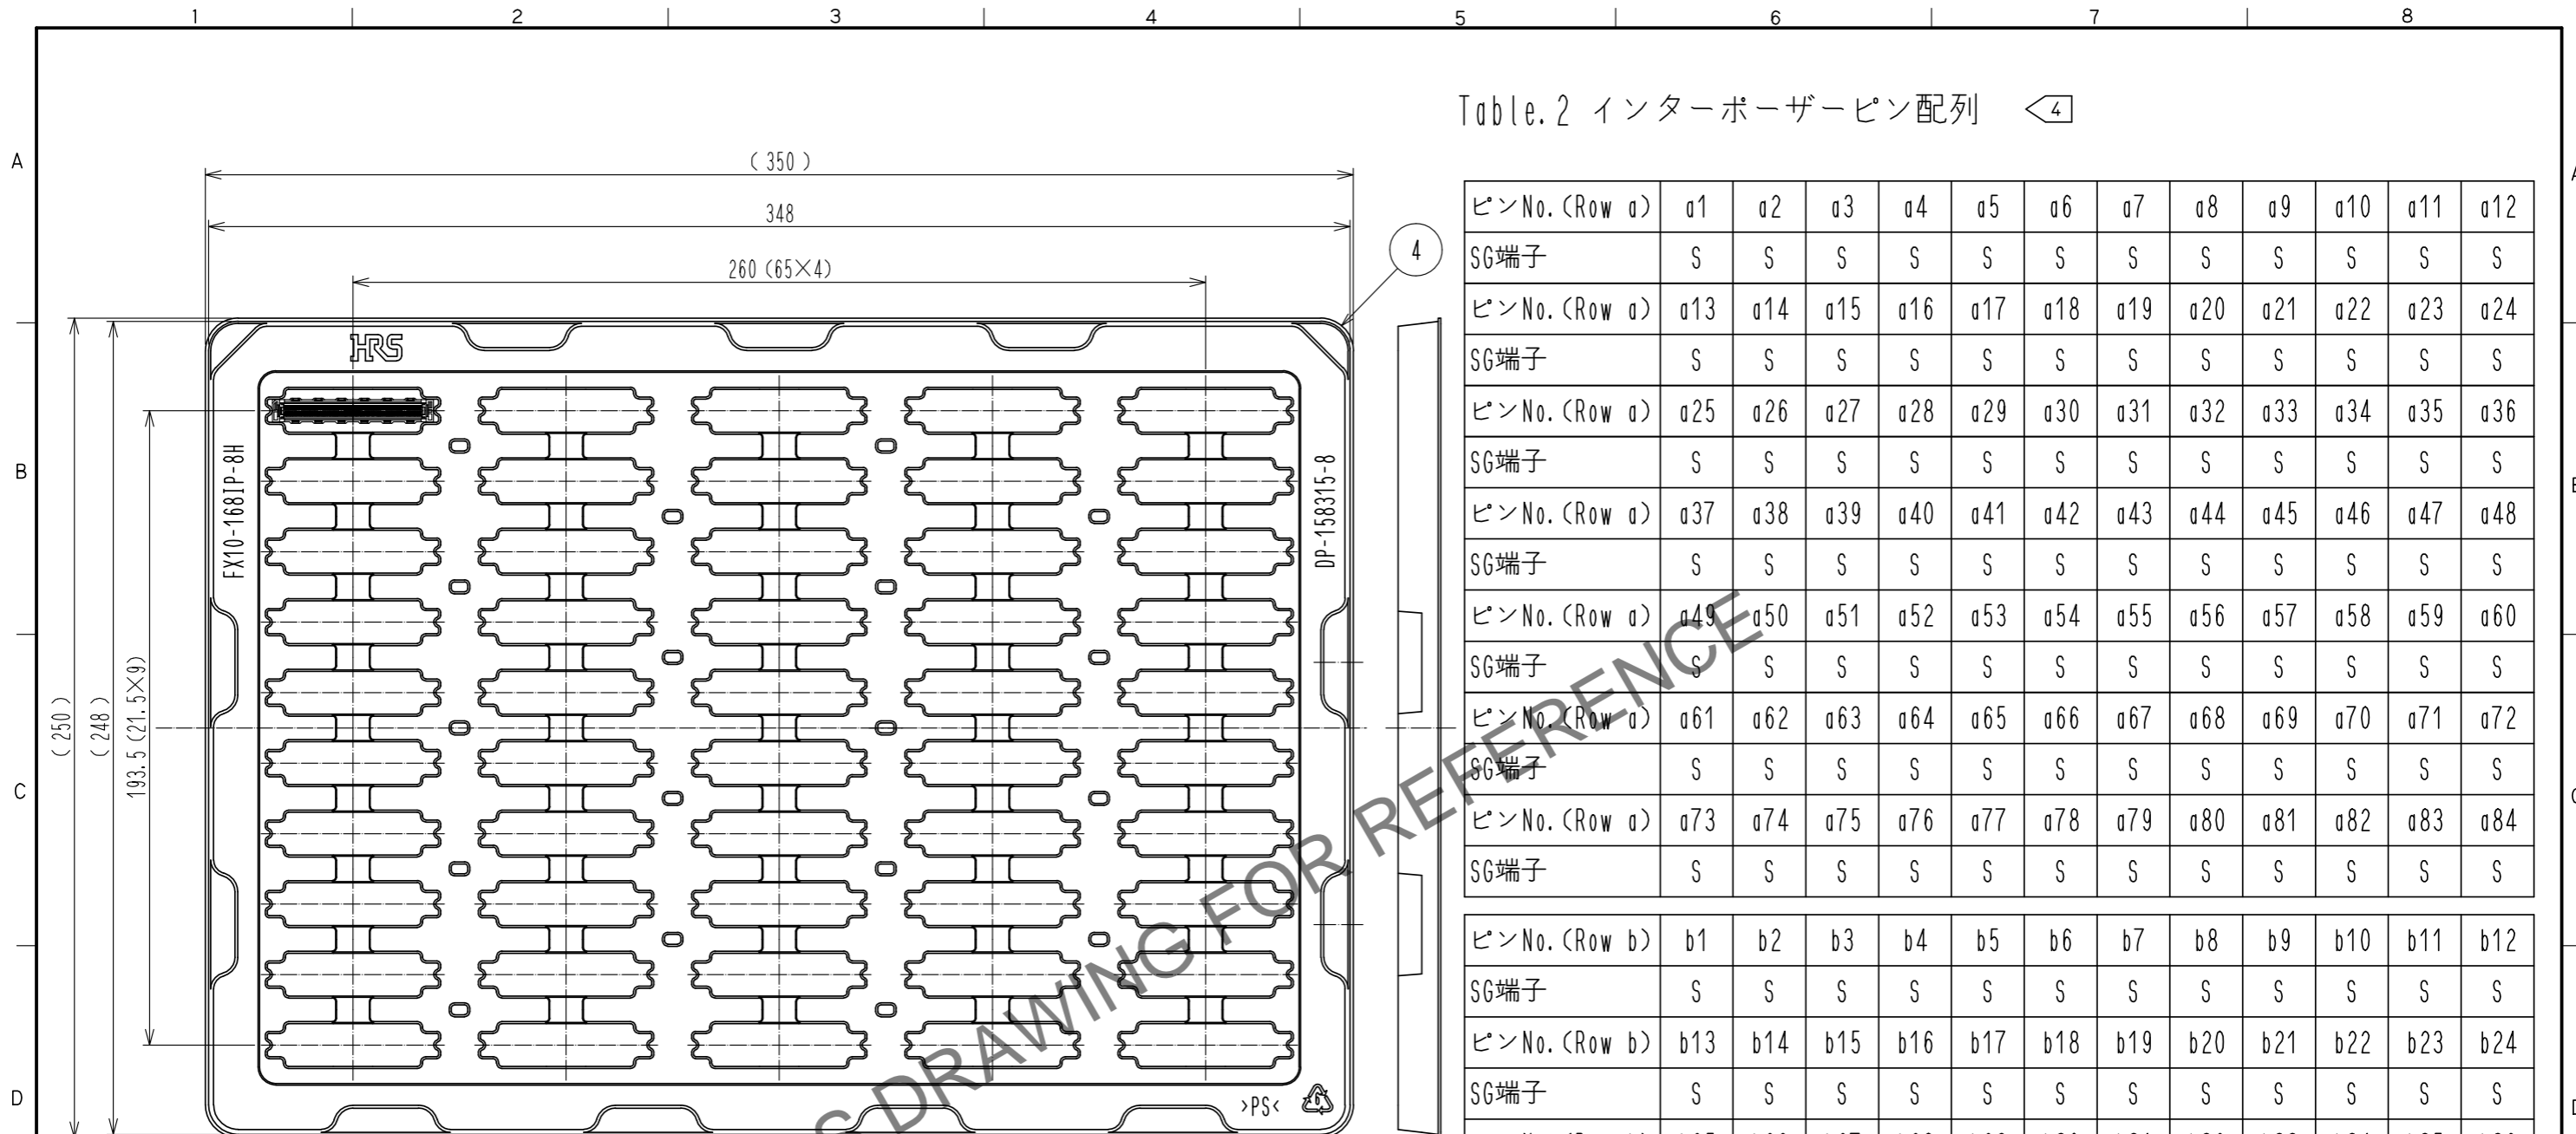 1 2 3 4 5 6 7 8
Table.2 インターポーザーピン配列 4
A
(350)
348
260 (65×4)
4
HRS
FX10-168IP-8H
DP-158315-8
B
(250)
(248)
193.5 (21.5×9)
C
D
>PS<
6
ピンNo.(Row a) a1 a2 a3 a4 a5 a6 a7 a8 a9 a10 a11 a12
SG端子 S S S S S S S S S S S S
ピンNo.(Row a) a13 a14 a15 a16 a17 a18 a19 a20 a21 a22 a23 a24
SG端子 S S S S S S S S S S S S
ピンNo.(Row a) a25 a26 a27 a28 a29 a30 a31 a32 a33 a34 a35 a36
SG端子 S S S S S S S S S S S S
ピンNo.(Row a) a37 a38 a39 a40 a41 a42 a43 a44 a45 a46 a47 a48
SG端子 S S S S S S S S S S S S
ピンNo.(Row a) a49 a50 a51 a52 a53 a54 a55 a56 a57 a58 a59 a60
SG端子 S S S S S S S S S S S S
ピンNo.(Row a) a61 a62 a63 a64 a65 a66 a67 a68 a69 a70 a71 a72
SG端子 S S S S S S S S S S S S
ピンNo.(Row a) a73 a74 a75 a76 a77 a78 a79 a80 a81 a82 a83 a84
SG端子 S S S S S S S S S S S S
ピンNo.(Row b) b1 b2 b3 b4 b5 b6 b7 b8 b9 b10 b11 b12
SG端子 S S S S S S S S S S S S
ピンNo.(Row b) b13 b14 b15 b16 b17 b18 b19 b20 b21 b22 b23 b24
SG端子 S S S S S S S S S S S S
DRAWING FOR REFERENCE